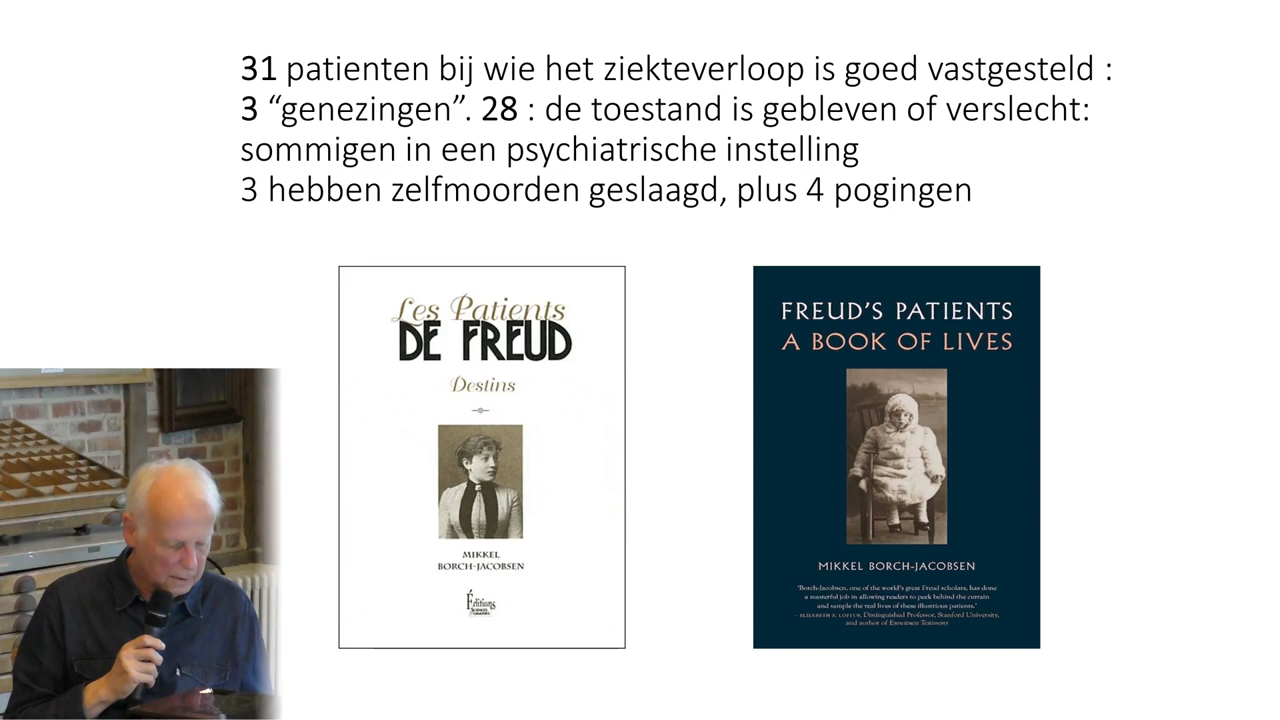 31 patienten bij wie het ziekteverloop is goed vastgesteld :
3 “genezingen”. 28 : de toestand is gebleven of verslecht:
sommigen in een psychiatrische instelling
3 hebben zelfmoorden geslaagd, plus 4 pogingen
Les Patients
DE FREUD
Destins
MIKKEL
BORCH-JACOBSEN
Éditions
SCIENCES
HUMAINES
FREUD'S PATIENTS
A BOOK OF LIVES
MIKKEL BORCH-JACOBSEN
'Borch-Jacobsen, one of the world's great Freud scholars, has done
a masterful job in allowing readers to peek behind the curtain
and sample the real lives of these illustrious patients.'
– ELIZABETH F. LOFTUS, Distinguished Professor, Stanford University,
and author of Eyewitness Testimony